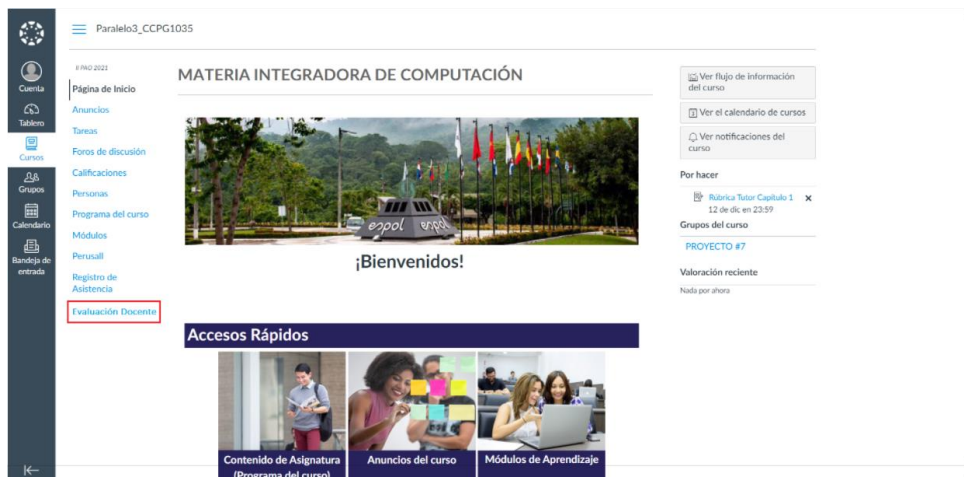 Paralelo3_CCPG1035
Cuenta
Tablero
Cursos
Grupos
Calendario
Bandeja de
entrada
II PAO 2021
Página de Inicio
Anuncios
Tareas
Foros de discusión
Calificaciones
Personas
Programa del curso
Módulos
Perusall
Registro de
Asistencia
Evaluación Docente
MATERIA INTEGRADORA DE COMPUTACIÓN
espol espol
¡Bienvenidos!
Accesos Rápidos
Contenido de Asignatura
(Programa del curso)
Anuncios del curso
Módulos de Aprendizaje
Ver flujo de información
del curso
Ver el calendario de cursos
Ver notificaciones del
curso
Por hacer
Rúbrica Tutor Capítulo 1
12 de dic en 23:59
Grupos del curso
PROYECTO #7
Valoración reciente
Nada por ahora